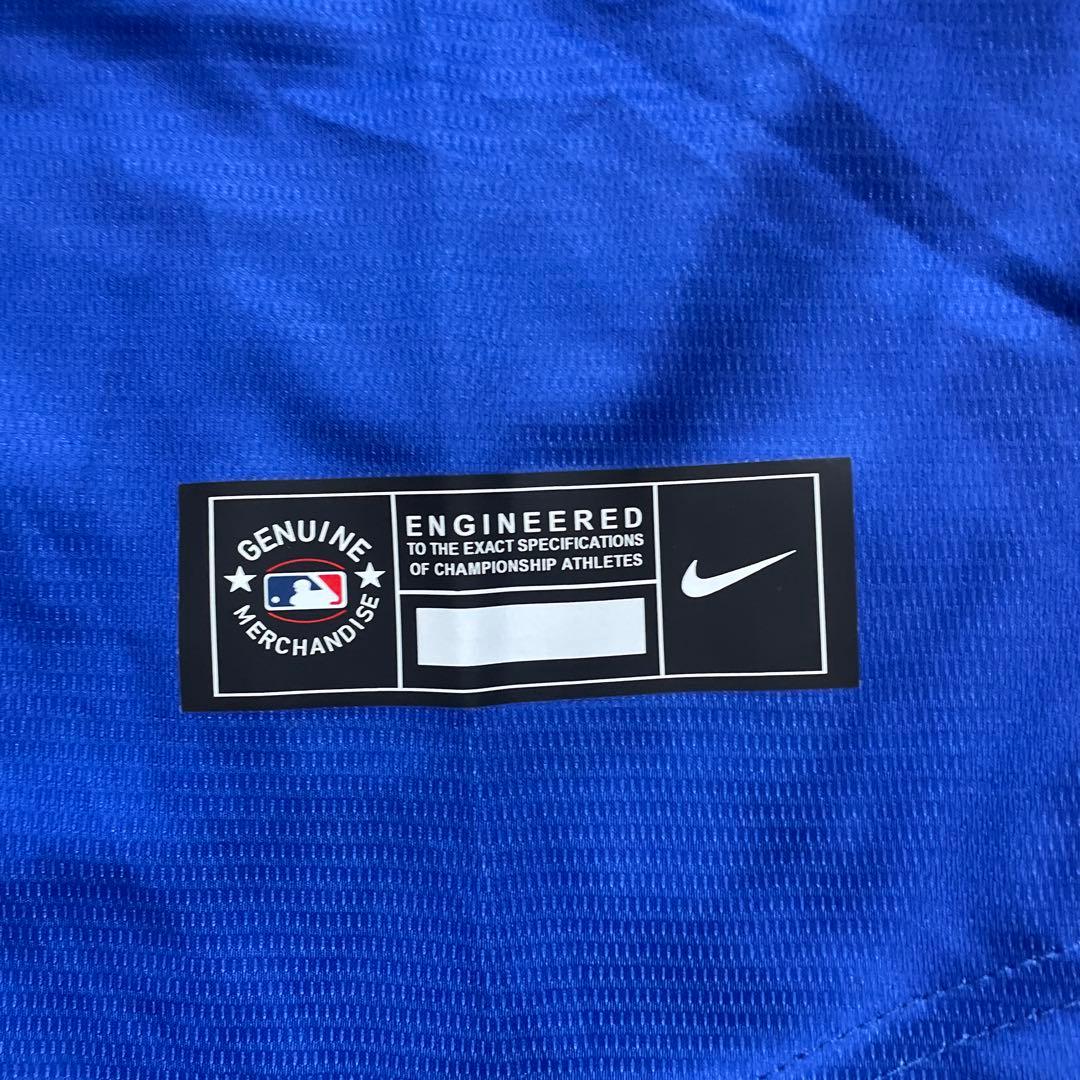 GENUINE
MERCHANDISE
ENGINEERED
TO THE EXACT SPECIFICATIONS
OF CHAMPIONSHIP ATHLETES